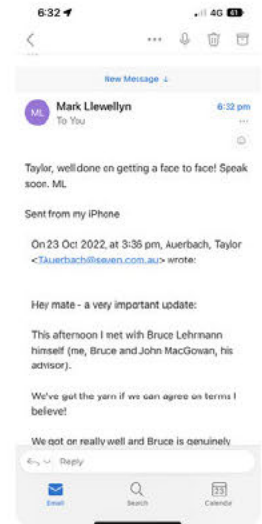 6:32
4G 61
New Message ↓
ML
Mark Llewellyn
6:32 pm
To You
Taylor, well done on getting a face to face! Speak
soon. ML
Sent from my iPhone
On 23 Oct 2022, at 3:36 pm, Auerbach, Taylor
<TAuerbach@seven.com.au> wrote:
Hey mate - a very important update:
This afternoon I met with Bruce Lehrmann
himself (me, Bruce and John MacGowan, his
advisor).
We've got the yarn if we can agree on terms I
believe!
We got on really well and Bruce is genuinely
Reply
Email
Search
23
Calendar